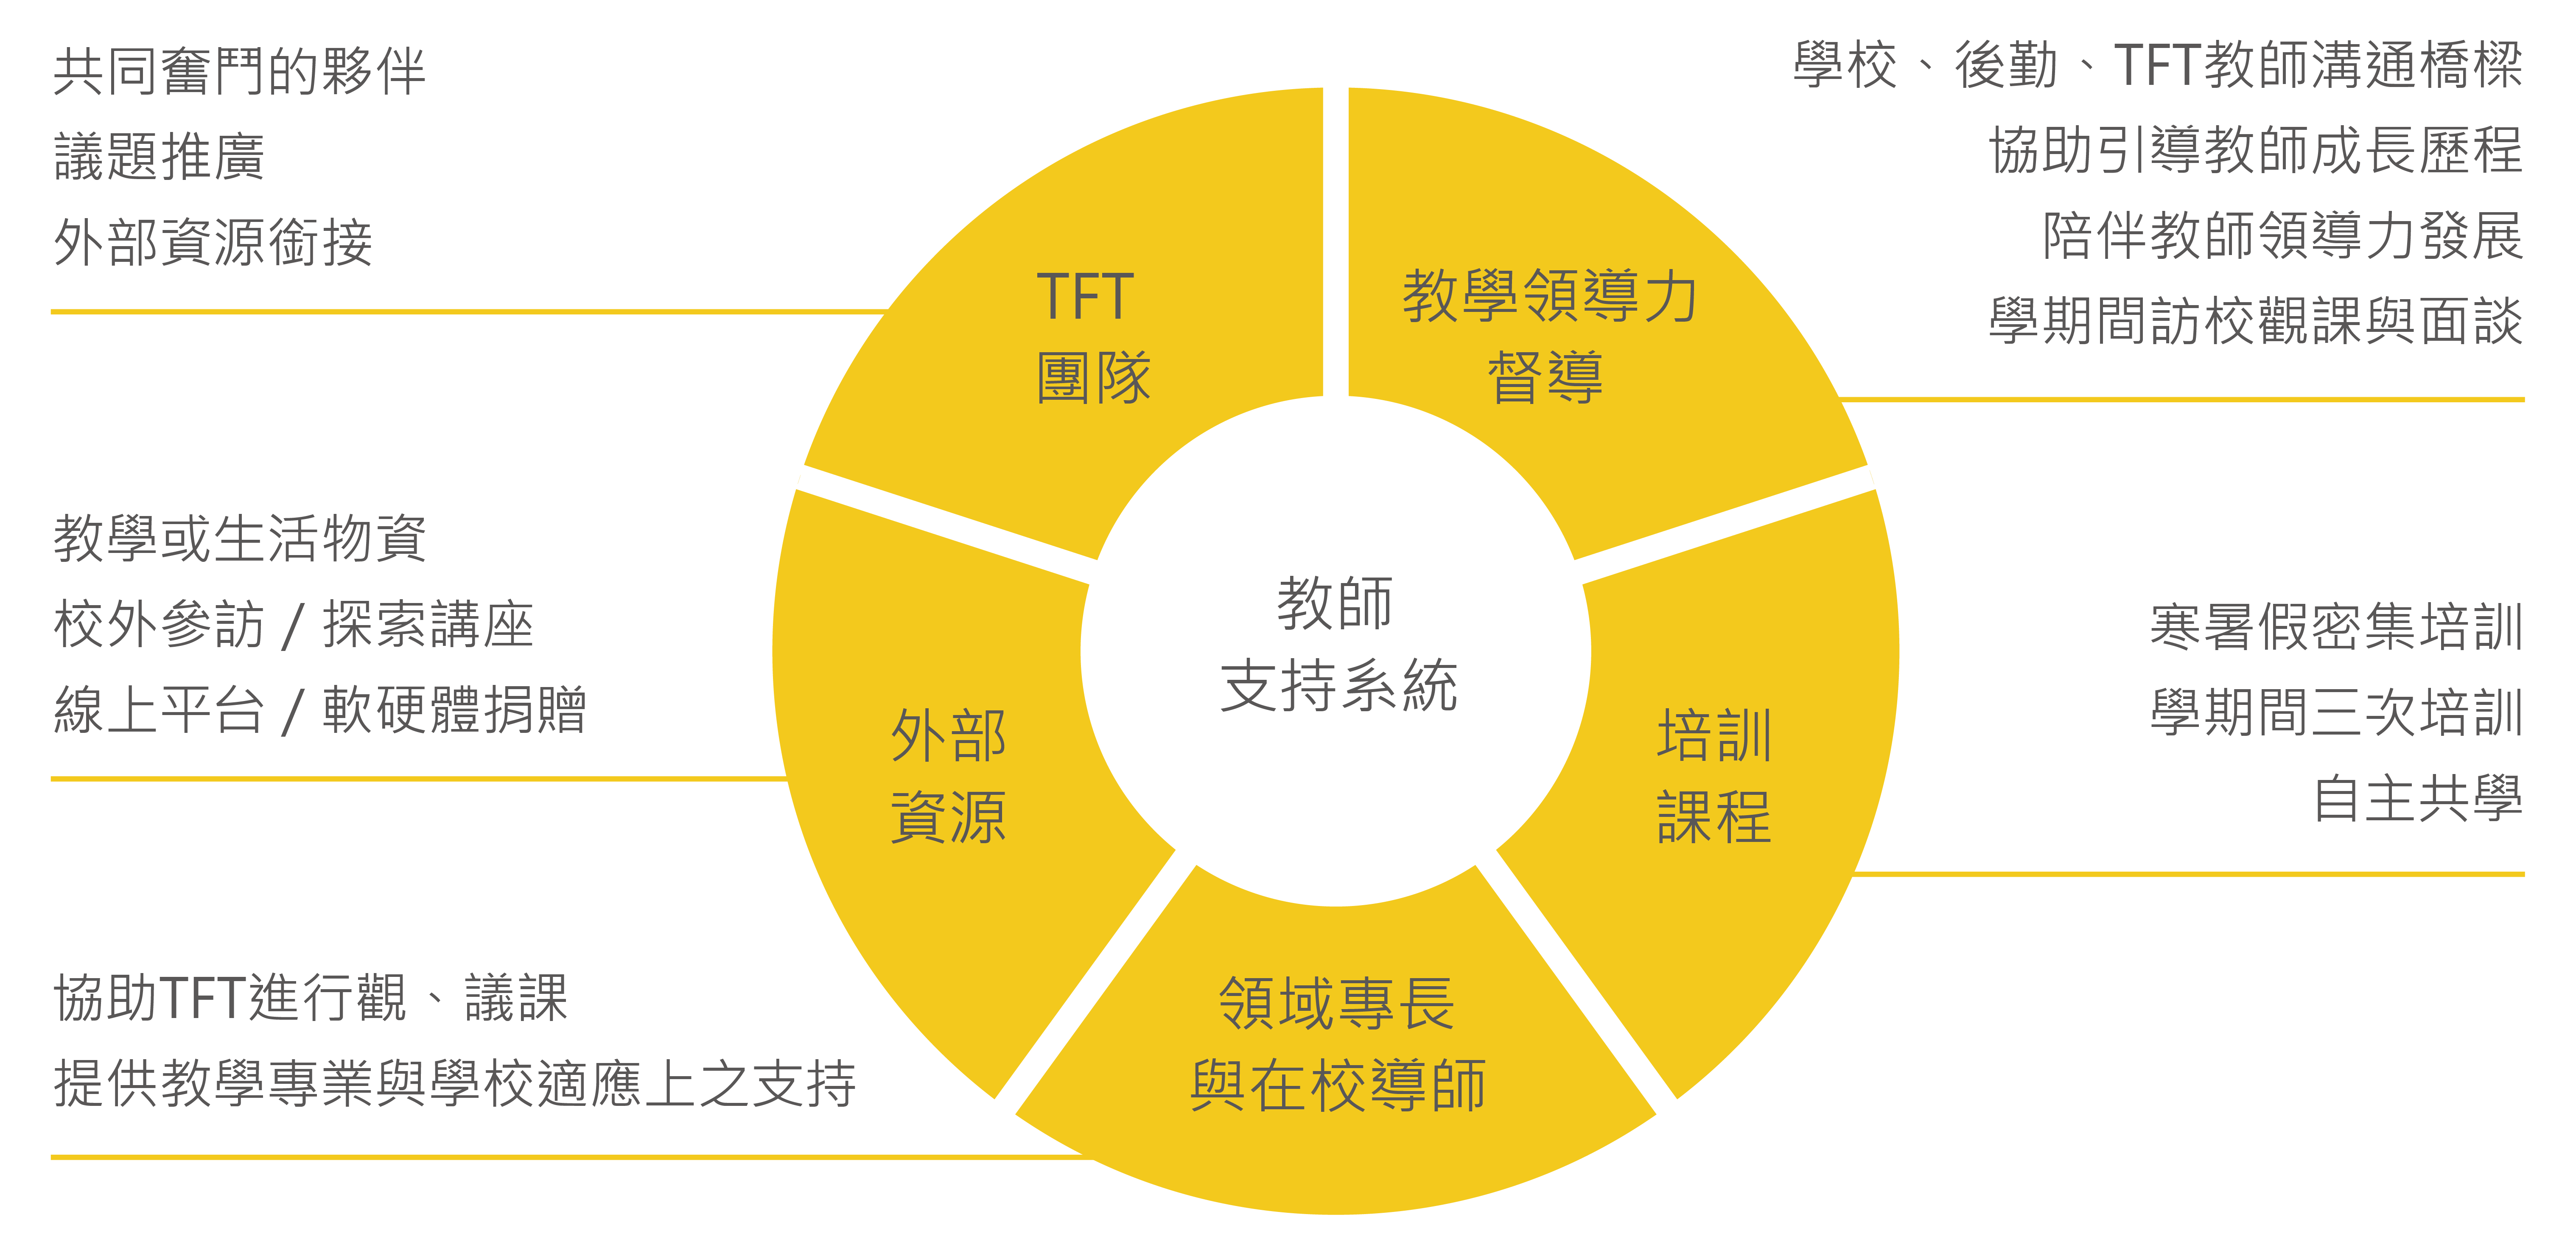 共同奮鬥的夥伴
議題推廣
外部資源銜接
TFT
團隊
學校、後勤、TFT教師溝通橋樑
協助引導教師成長歷程
陪伴教師領導力發展
學期間訪校觀課與面談
教學領導力
督導
教師
支持系統
教學或生活物資
校外參訪 / 探索講座
線上平台 / 軟硬體捐贈
外部
資源
寒暑假密集培訓
學期間三次培訓
自主共學
培訓
課程
協助TFT進行觀、議課
提供教學專業與學校適應上之支持
領域專長
與在校導師